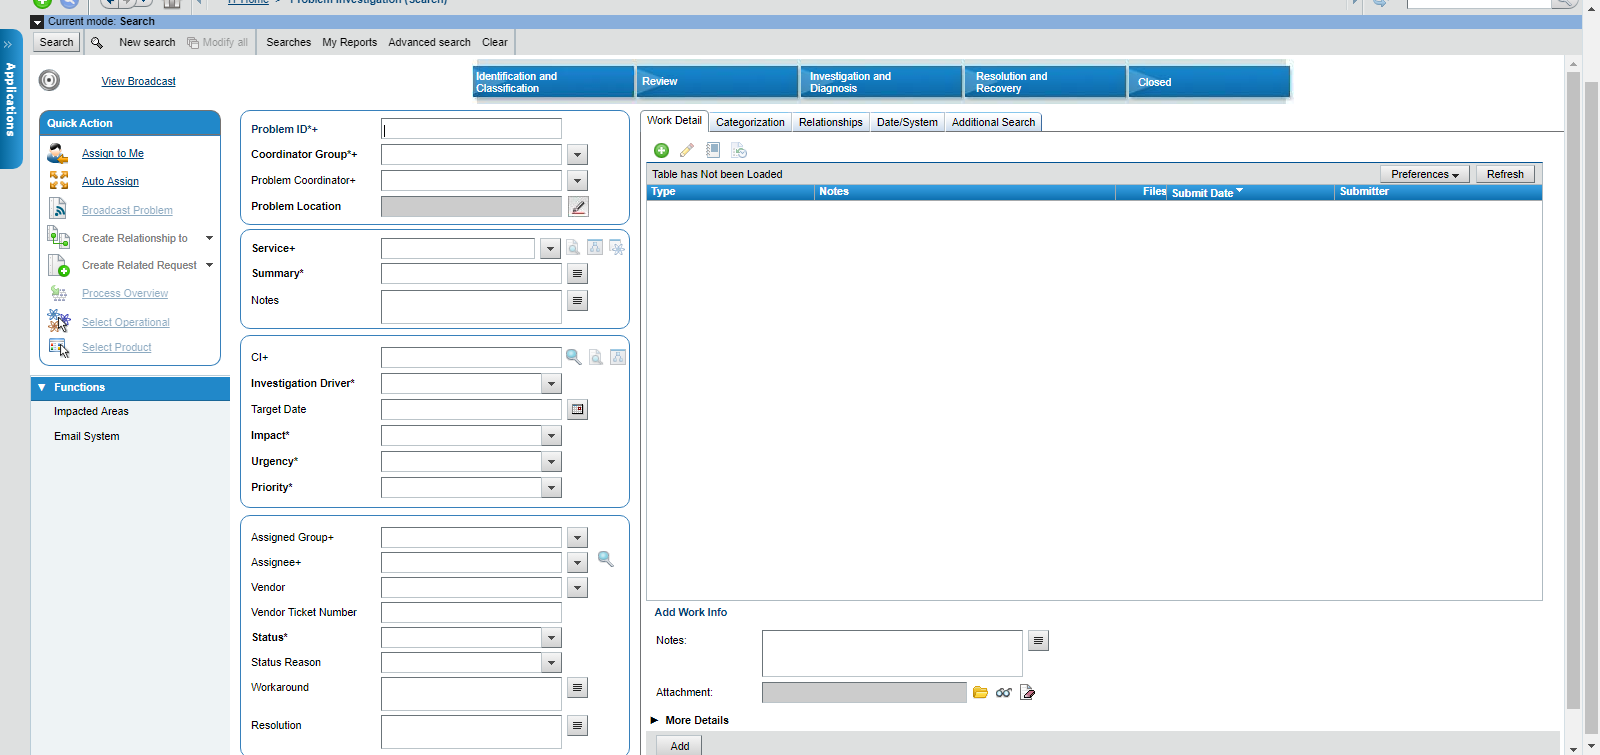 IT Home > Problem Investigation (Search)
Current mode: Search
Search New search Modify all Searches My Reports Advanced search Clear
Applications
View Broadcast
Identification and
Classification
Review
Investigation and
Diagnosis
Resolution and
Recovery
Closed
Quick Action
Assign to Me
Auto Assign
Broadcast Problem
Create Relationship to
Create Related Request
Process Overview
Select Operational
Select Product
Functions
Impacted Areas
Email System
Problem ID*+
Coordinator Group*+
Problem Coordinator+
Problem Location
Service+
Summary*
Notes
CI+
Investigation Driver*
Target Date
Impact*
Urgency*
Priority*
Assigned Group+
Assignee+
Vendor
Vendor Ticket Number
Status*
Status Reason
Workaround
Resolution
Work Detail Categorization Relationships Date/System Additional Search
Table has Not been Loaded Preferences Refresh
Type Notes Files Submit Date Submitter
Add Work Info
Notes:
Attachment:
More Details
Add